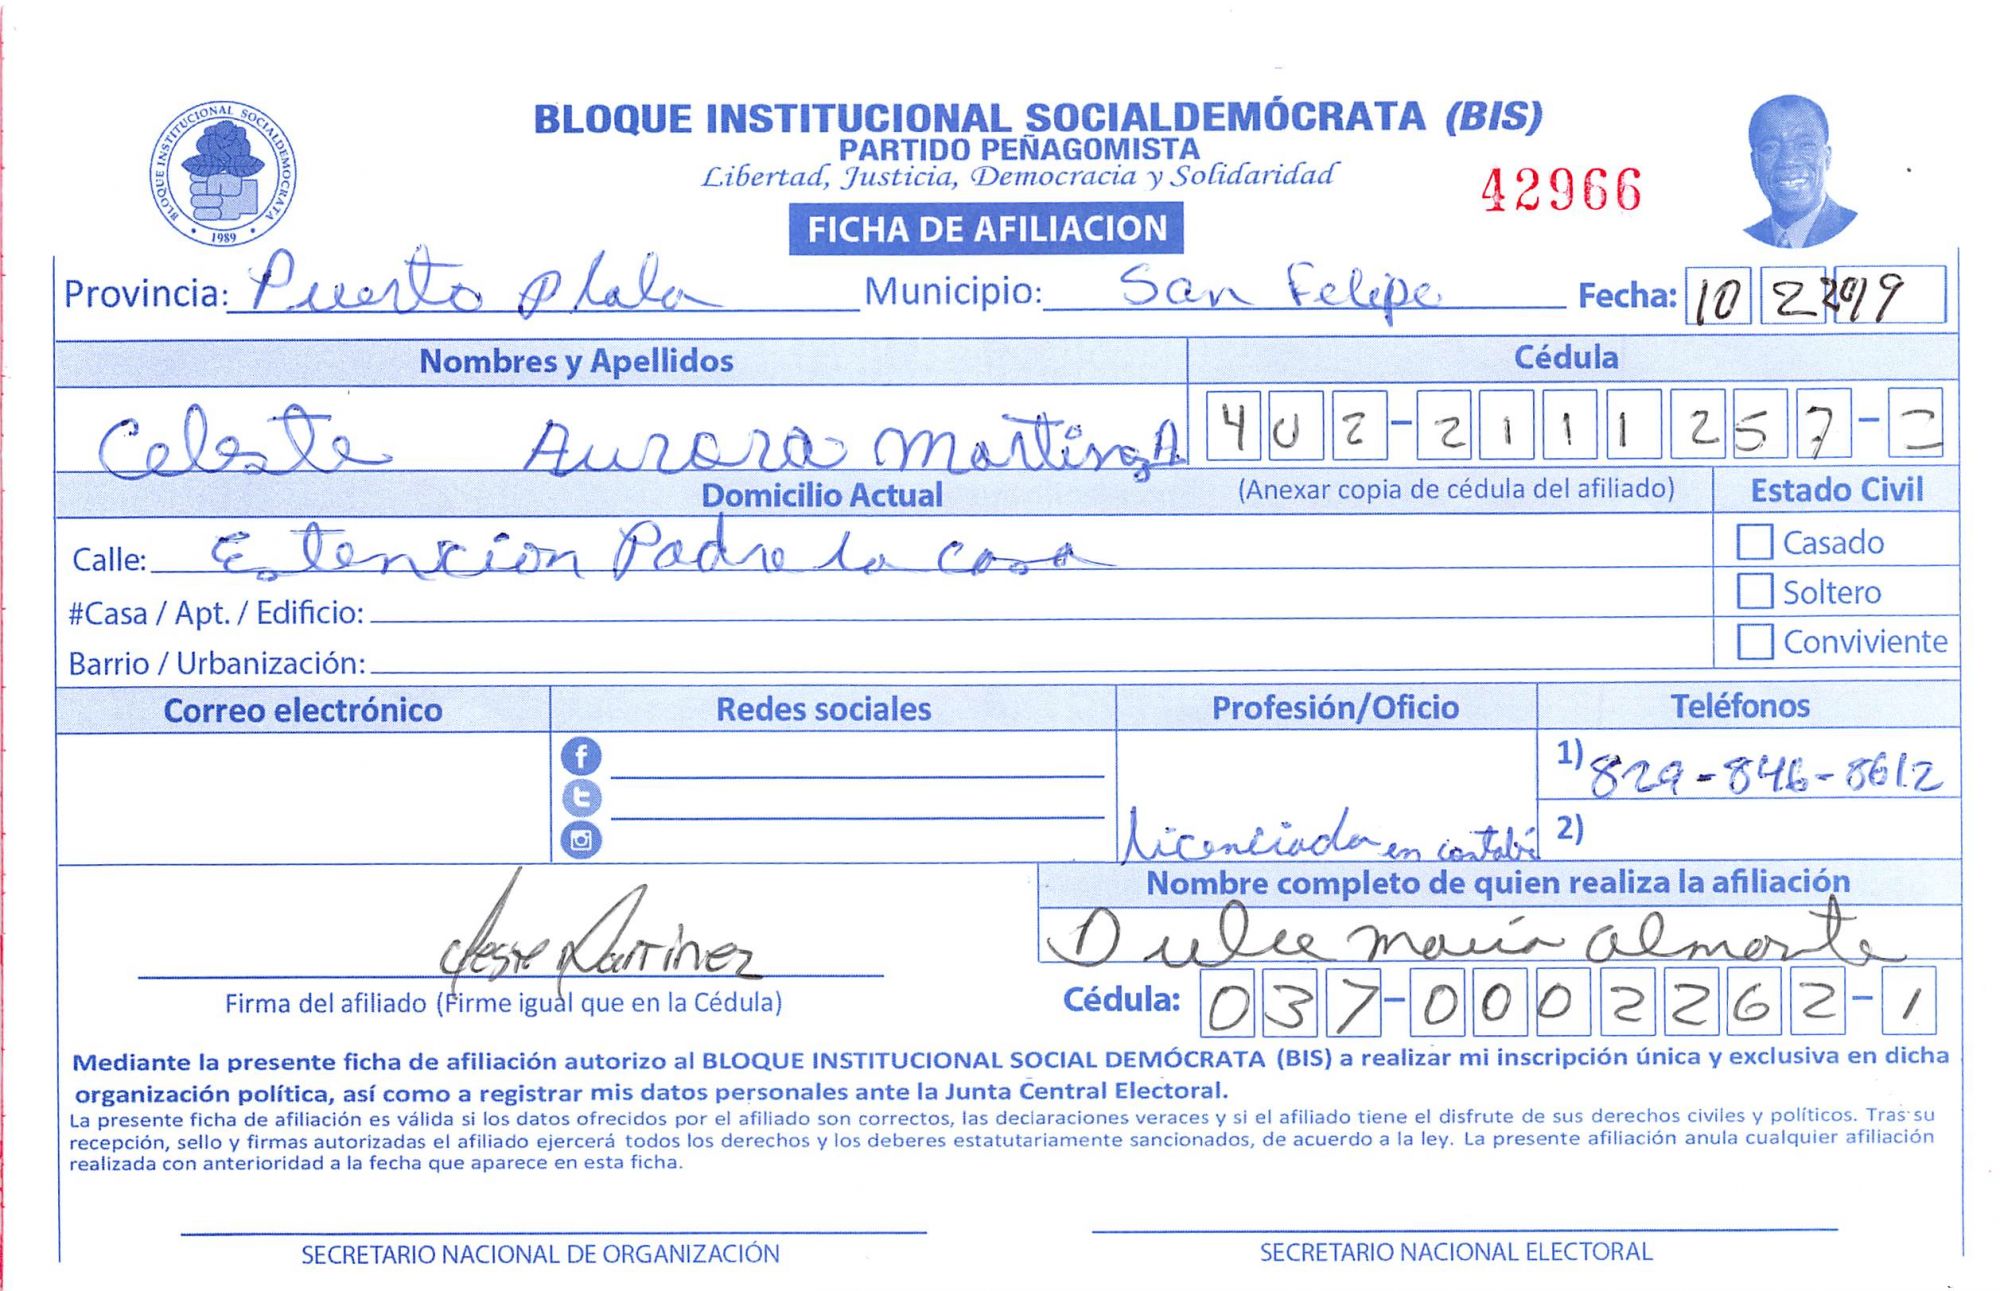 BLOQUE INSTITUCIONAL SOCIALDEMOCRATA
1989
BLOQUE INSTITUCIONAL SOCIALDEMÓCRATA (BIS)
PARTIDO PEÑAGOMISTA
Libertad, Justicia, Democracia y Solidaridad
42966
FICHA DE AFILIACION
Provincia: Puerto Plata Municipio: San Felipe Fecha: 10 2 2019
Nombres y Apellidos Cédula
Celeste Aurora Martinez A. 402-2111257-2
Domicilio Actual (Anexar copia de cédula del afiliado) Estado Civil
Calle: Estencion Padre la casa Casado
#Casa / Apt. / Edificio: Soltero
Barrio / Urbanización: Conviviente
Correo electrónico Redes sociales Profesión/Oficio Teléfonos
1) 829-846-8612
Licenciada en contabi 2)
Nombre completo de quien realiza la afiliación
Martinez Dulce maria almonte
Firma del afiliado (Firme igual que en la Cédula) Cédula: 037-0002262-1
Mediante la presente ficha de afiliación autorizo al BLOQUE INSTITUCIONAL SOCIAL DEMÓCRATA (BIS) a realizar mi inscripción única y exclusiva en dicha
organización política, así como a registrar mis datos personales ante la Junta Central Electoral.
La presente ficha de afiliación es válida si los datos ofrecidos por el afiliado son correctos, las declaraciones veraces y si el afiliado tiene el disfrute de sus derechos civiles y políticos. Tras su
recepción, sello y firmas autorizadas el afiliado ejercerá todos los derechos y los deberes estatutariamente sancionados, de acuerdo a la ley. La presente afiliación anula cualquier afiliación
realizada con anterioridad a la fecha que aparece en esta ficha.
SECRETARIO NACIONAL DE ORGANIZACIÓN SECRETARIO NACIONAL ELECTORAL